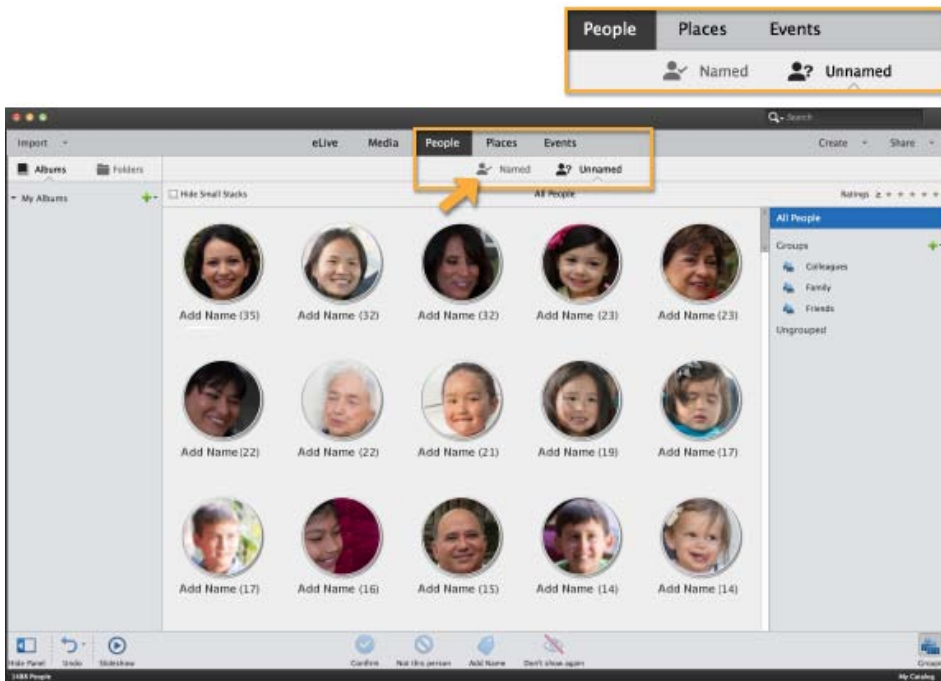 People Places Events
Named Unnamed
Search
Import eLive Media People Places Events Create Share
Albums Folders Named Unnamed
My Albums Hide Small Stacks All People Ratings ≥
All People
Groups
Colleagues
Family
Friends
Ungrouped
Add Name (35) Add Name (32) Add Name (32) Add Name (23) Add Name (23)
Add Name (22) Add Name (22) Add Name (21) Add Name (19) Add Name (17)
Add Name (17) Add Name (16) Add Name (15) Add Name (14) Add Name (14)
Hide Panel Undo Slideshow Confirm Not this person Add Name Don't show again Groups
1488 People My Catalog